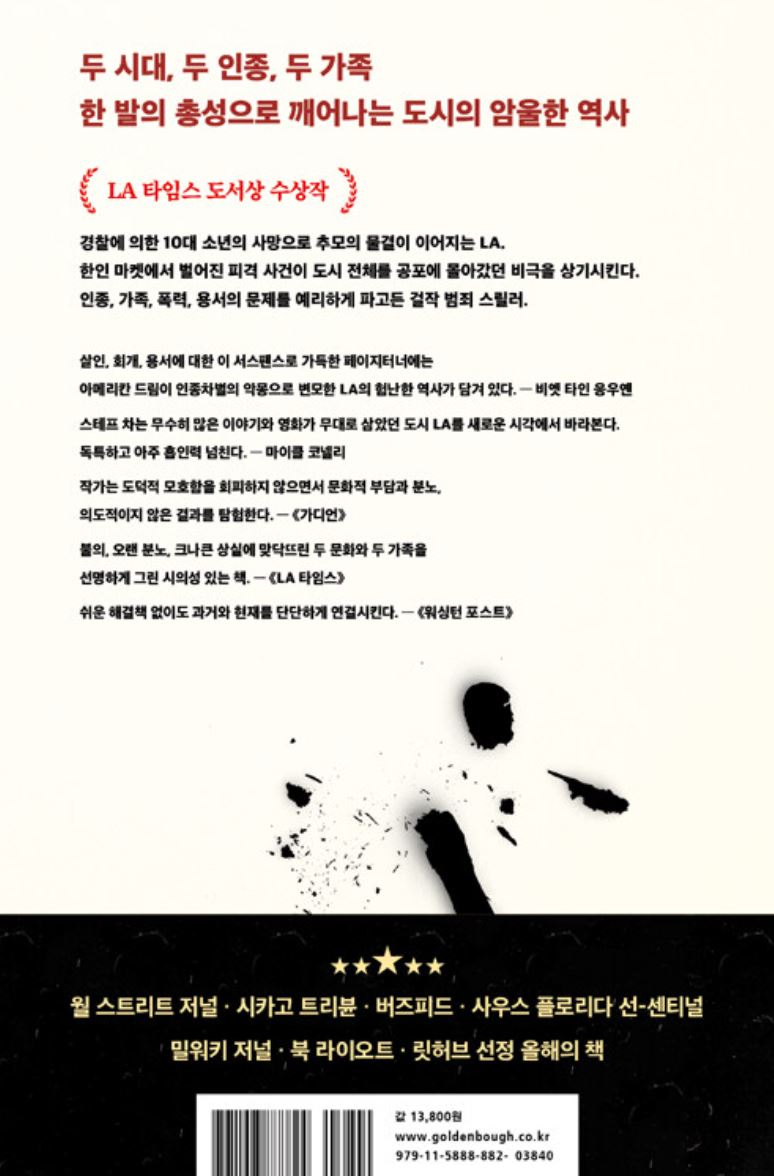 두 시대, 두 인종, 두 가족
한 발의 총성으로 깨어나는 도시의 암울한 역사
LA 타임스 도서상 수상작
경찰에 의한 10대 소년의 사망으로 추모의 물결이 이어지는 LA.
한인 마켓에서 벌어진 피격 사건이 도시 전체를 공포에 몰아갔던 비극을 상기시킨다.
인종, 가족, 폭력, 용서의 문제를 예리하게 파고든 걸작 범죄 스릴러.
살인, 회개, 용서에 대한 이 서스펜스로 가득한 페이지터너에는
아메리칸 드림이 인종차별의 악몽으로 변모한 LA의 험난한 역사가 담겨 있다. — 비엣 타인 응우옌
스테프 차는 무수히 많은 이야기와 영화가 무대로 삼았던 도시 LA를 새로운 시각에서 바라본다.
독특하고 아주 흡인력 넘친다. — 마이클 코넬리
작가는 도덕적 모호함을 회피하지 않으면서 문화적 부담과 분노,
의도적이지 않은 결과를 탐험한다. — 《가디언》
불의, 오랜 분노, 크나큰 상실에 맞닥뜨린 두 문화와 두 가족을
선명하게 그린 시의성 있는 책. — 《LA 타임스》
쉬운 해결책 없이도 과거와 현재를 단단하게 연결시킨다. — 《워싱턴 포스트》
월 스트리트 저널 · 시카고 트리뷴 · 버즈피드 · 사우스 플로리다 선-센티널
밀워키 저널 · 북 라이오트 · 릿허브 선정 올해의 책
값 13,800원
www.goldenbough.co.kr
979-11-5888-882- 03840